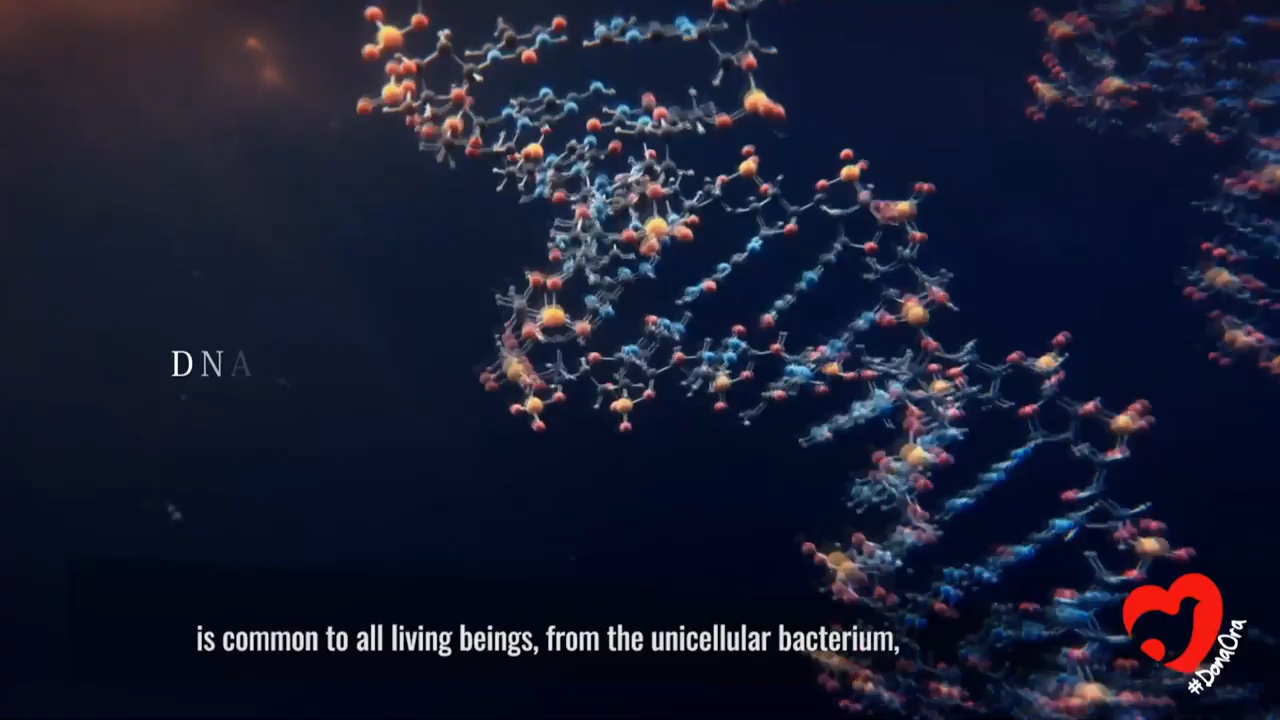 DNA
is common to all living beings, from the unicellular bacterium,
#DonaOra